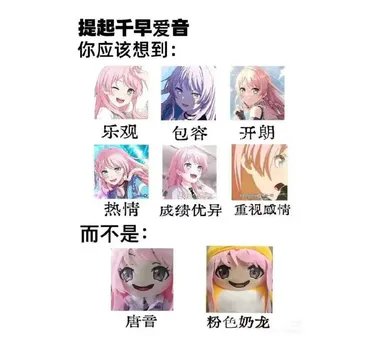 提起千早爱音
你应该想到：
乐观 包容 开朗
热情 成绩优异 重视感情
而不是：
唐音 粉色奶龙